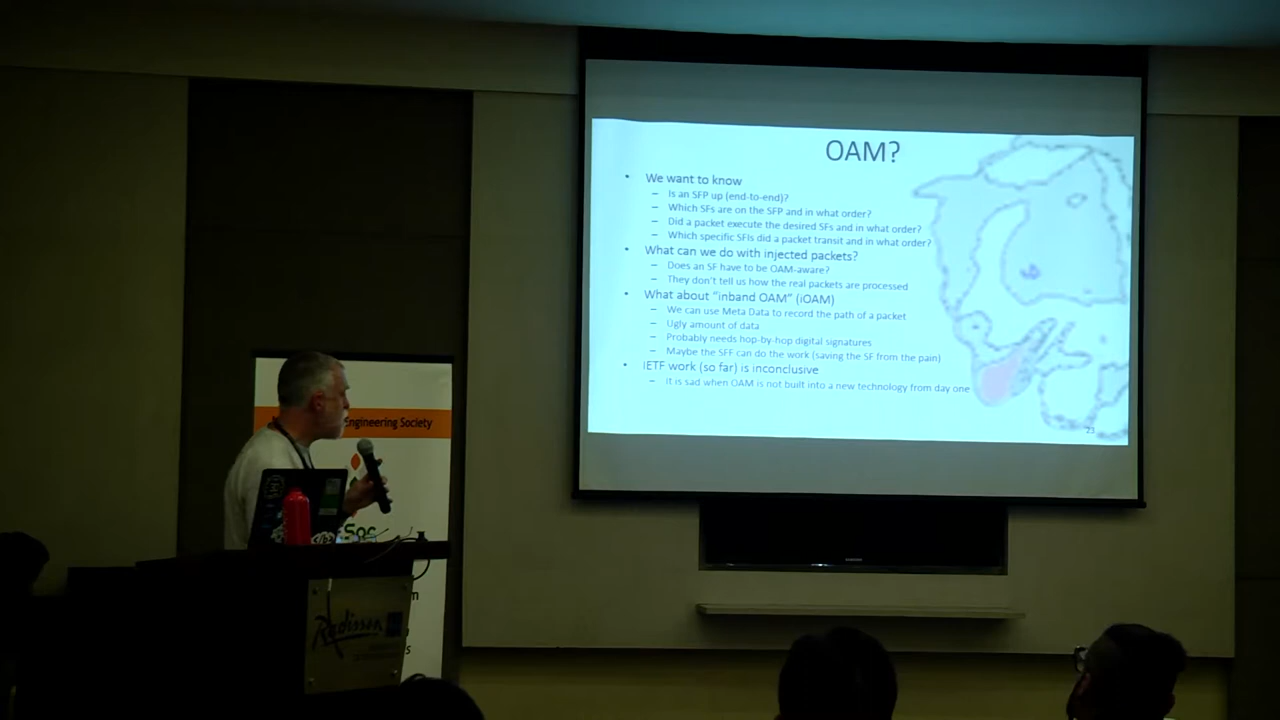 OAM?
• We want to know
– Is an SFP up (end-to-end)?
– Which SFs are on the SFP and in what order?
– Did a packet execute the desired SFs and in what order?
– Which specific SFIs did a packet transit and in what order?
• What can we do with injected packets?
– Does an SF have to be OAM-aware?
– They don't tell us how the real packets are processed
• What about "inband OAM" (iOAM)
– We can use Meta Data to record the path of a packet
– Ugly amount of data
– Probably needs hop-by-hop digital signatures
– Maybe the SFF can do the work (saving the SF from the pain)
• IETF work (so far) is inconclusive
– It is sad when OAM is not built into a new technology from day one
23
Engineering Society
Soc
Radisson